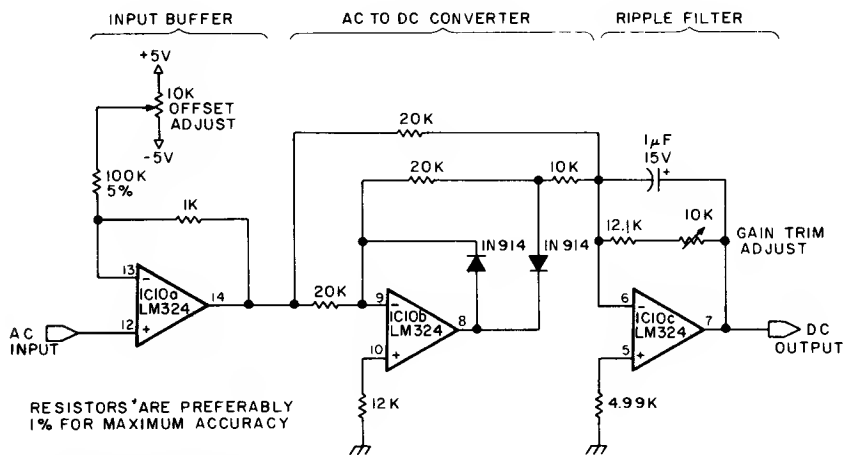 INPUT BUFFER
AC TO DC CONVERTER
RIPPLE FILTER
+5V
10K
OFFSET
ADJUST
-5V
100K
5%
1K
20K
20K
10K
1µF
15V
+
12.1K
10K
GAIN TRIM
ADJUST
1N914
1N914
20K
13
-
IC10a
LM324
14
12
+
AC
INPUT
9
-
IC10b
LM324
8
10
+
12K
6
-
IC10c
LM324
7
5
+
DC
OUTPUT
4.99K
RESISTORS * ARE PREFERABLY
1% FOR MAXIMUM ACCURACY